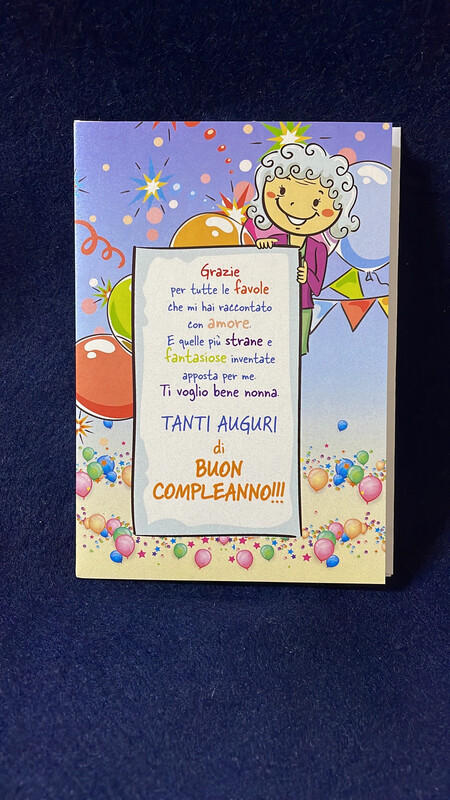 Grazie
per tutte le favole
che mi hai raccontato
con amore.
E quelle più strane e
fantasiose inventate
apposta per me.
Ti voglio bene nonna.
TANTI AUGURI
di
BUON
COMPLEANNO!!!